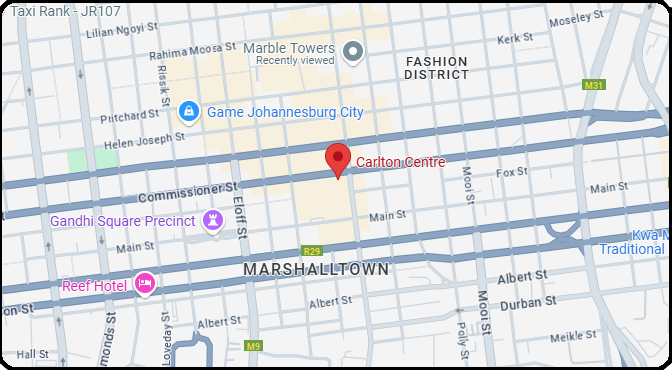 Taxi Rank - JR107
Lilian Ngoyi St
Moseley St
Kerk St
Rahima Moosa St
Marble Towers
Recently viewed
FASHION
DISTRICT
Rissik St
M31
Pritchard St
Game Johannesburg City
Helen Joseph St
Carlton Centre
Commissioner St
Mooi St
Fox St
Main St
Eloff St
Gandhi Square Precinct
Main St
Main St
Kwa M
Traditional
R29
MARSHALLTOWN
Reef Hotel
Albert St
on St
Albert St
Durban St
Mooi St
Albert St
monds St
Loveday St
Polly St
Meikle St
M9
Hall St